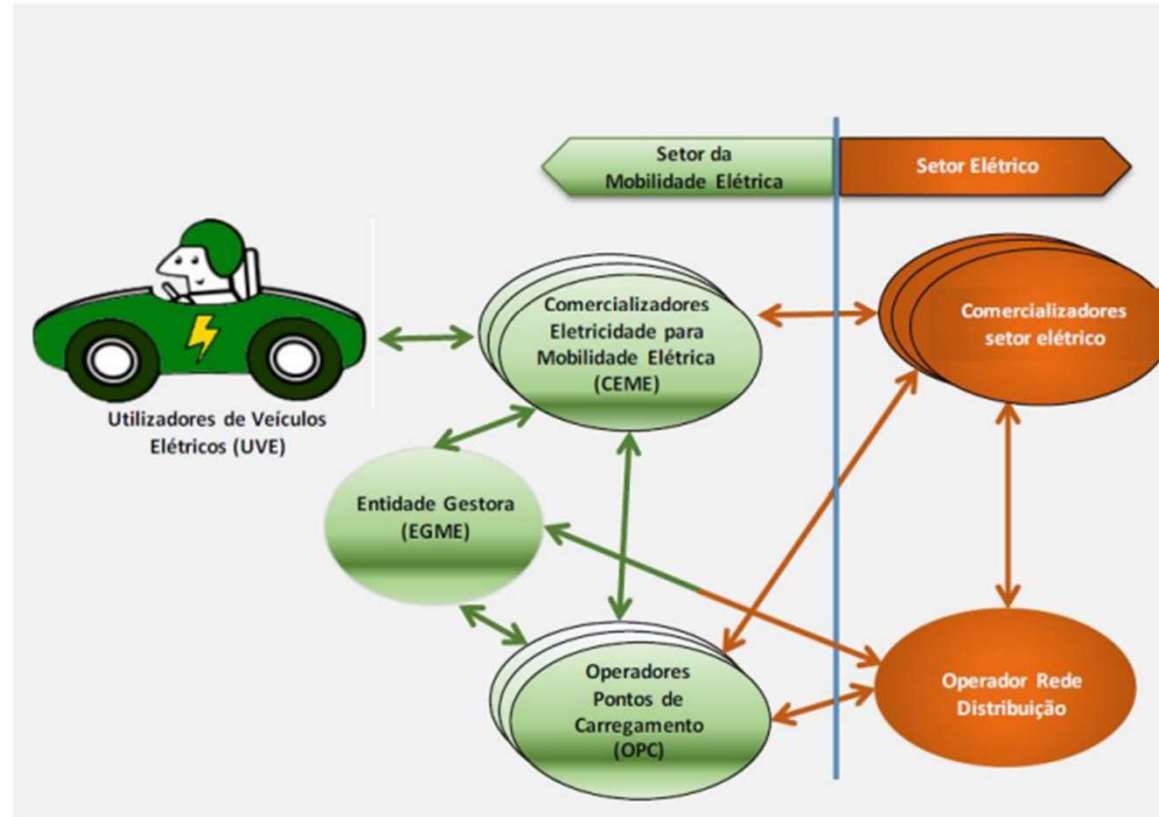 Setor da
Mobilidade Elétrica
Setor Elétrico
Utilizadores de Veículos
Elétricos (UVE)
Comercializadores
Eletricidade para
Mobilidade Elétrica
(CEME)
Comercializadores
setor elétrico
Entidade Gestora
(EGME)
Operadores
Pontos de
Carregamento
(OPC)
Operador Rede
Distribuição